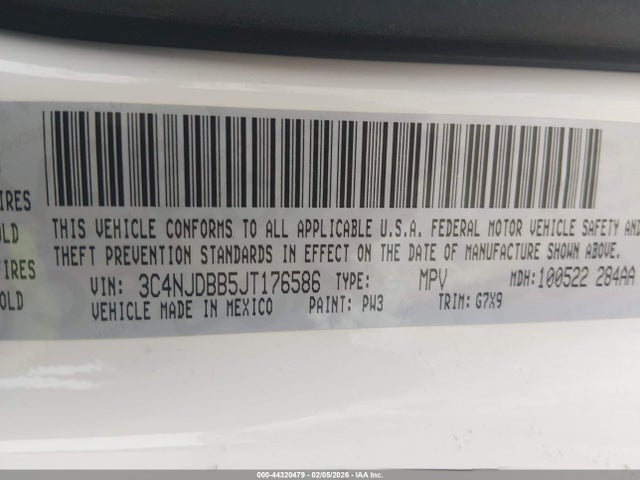 IRES
OLD
THIS VEHICLE CONFORMS TO ALL APPLICABLE U.S.A. FEDERAL MOTOR VEHICLE SAFETY AND
THEFT PREVENTION STANDARDS IN EFFECT ON THE DATE OF MANUFACTURE SHOWN ABOVE.
IRES
VIN: 3C4NJDBB5JT176586 TYPE: MPV MDH: 100522 284AA
OLD
VEHICLE MADE IN MEXICO PAINT: PW3 TRIM: G7X9
000-44320479 | 02/05/2026 | IAA Inc.